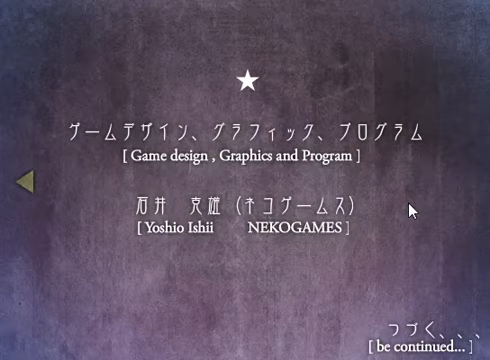 ゲームデザイン、グラフィック、プログラム
[ Game design , Graphics and Program ]
石井　克雄（ネコゲームス）
[ Yoshio Ishii　　NEKOGAMES ]
つづく、、、
[ be continued... ]